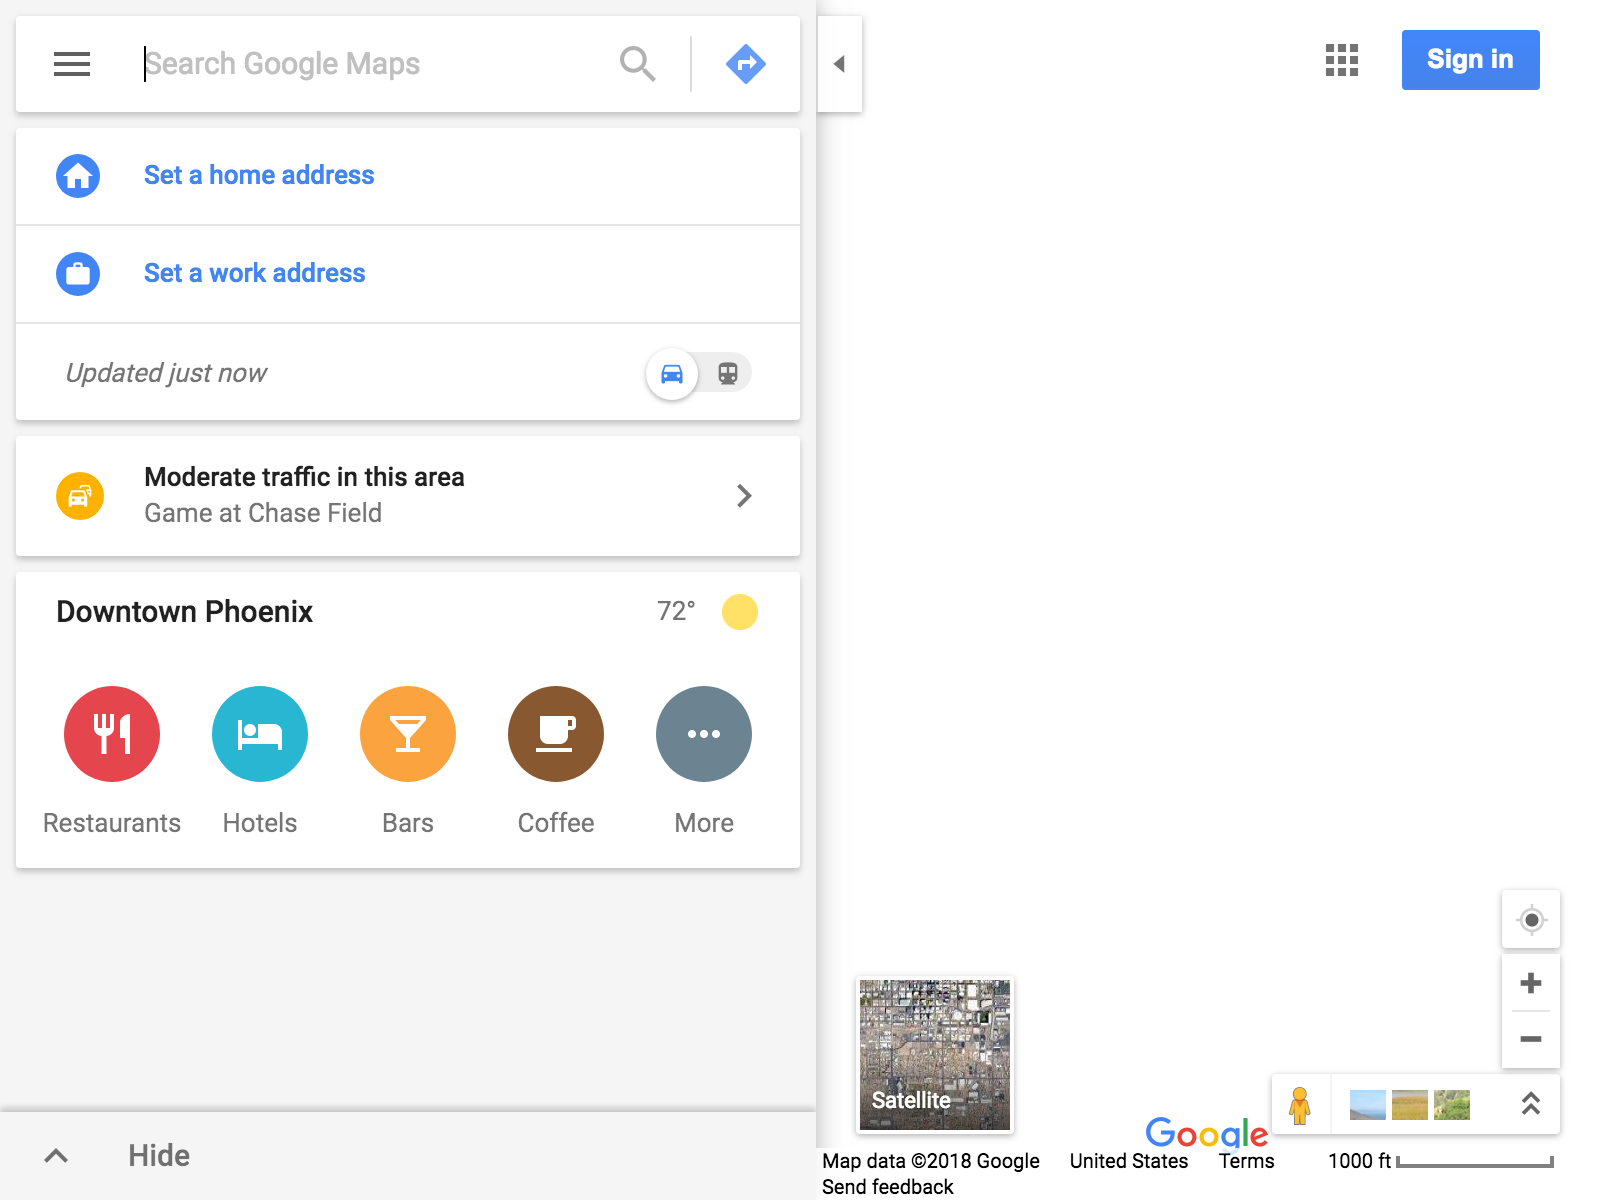 Search Google Maps
Sign in
Set a home address
Set a work address
Updated just now
Moderate traffic in this area
Game at Chase Field
Downtown Phoenix
72°
Restaurants
Hotels
Bars
Coffee
More
Satellite
Google
Hide
Map data ©2018 Google
United States
Terms
1000 ft
Send feedback